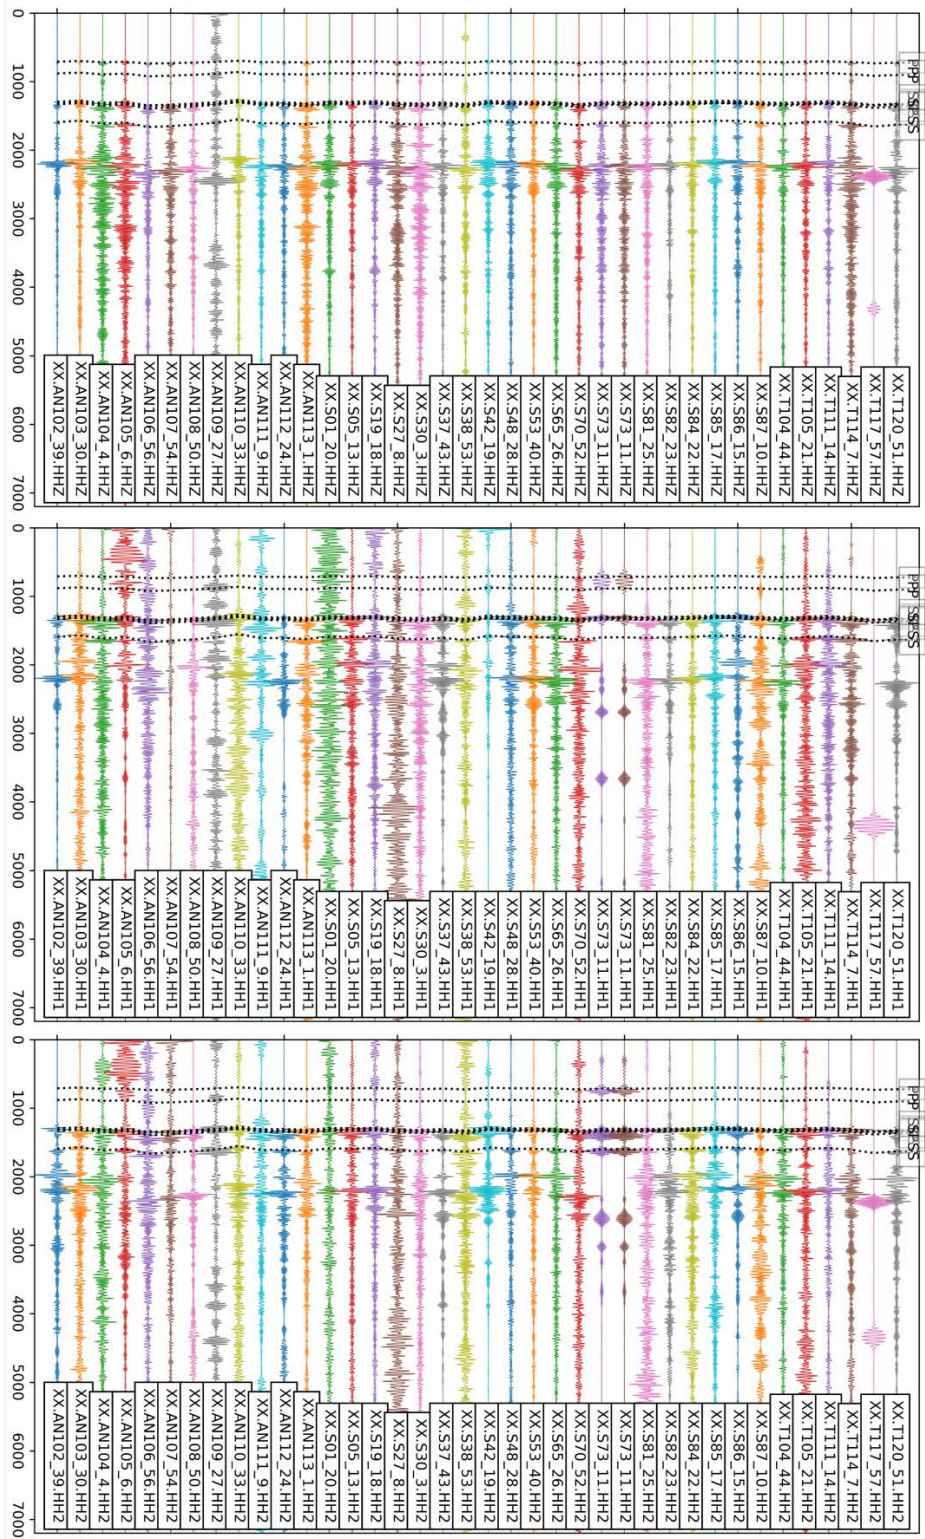 XX.T120_51.HHZ
XX.T117_57.HHZ
XX.T114_7.HHZ
XX.T111_14.HHZ
XX.T105_21.HHZ
XX.T104_44.HHZ
XX.S87_10.HHZ
XX.S86_15.HHZ
XX.S85_17.HHZ
XX.S84_22.HHZ
XX.S82_23.HHZ
XX.S81_25.HHZ
XX.S73_11.HHZ
XX.S73_11.HHZ
XX.S70_52.HHZ
XX.S65_26.HHZ
XX.S53_40.HHZ
XX.S48_28.HHZ
XX.S42_19.HHZ
XX.S38_53.HHZ
XX.S37_43.HHZ
XX.S30_3.HHZ
XX.S27_8.HHZ
XX.S19_18.HHZ
XX.S05_13.HHZ
XX.S01_20.HHZ
XX.AN113_1.HHZ
XX.AN112_24.HHZ
XX.AN111_9.HHZ
XX.AN110_33.HHZ
XX.AN109_27.HHZ
XX.AN108_50.HHZ
XX.AN107_54.HHZ
XX.AN106_56.HHZ
XX.AN105_6.HHZ
XX.AN104_4.HHZ
XX.AN103_30.HHZ
XX.AN102_39.HHZ
0 1000 2000 3000 4000 5000 6000 7000
XX.T120_51.HH1
XX.T117_57.HH1
XX.T114_7.HH1
XX.T111_14.HH1
XX.T105_21.HH1
XX.T104_44.HH1
XX.S87_10.HH1
XX.S86_15.HH1
XX.S85_17.HH1
XX.S84_22.HH1
XX.S82_23.HH1
XX.S81_25.HH1
XX.S73_11.HH1
XX.S73_11.HH1
XX.S70_52.HH1
XX.S65_26.HH1
XX.S53_40.HH1
XX.S48_28.HH1
XX.S42_19.HH1
XX.S38_53.HH1
XX.S37_43.HH1
XX.S30_3.HH1
XX.S27_8.HH1
XX.S19_18.HH1
XX.S05_13.HH1
XX.S01_20.HH1
XX.AN113_1.HH1
XX.AN112_24.HH1
XX.AN111_9.HH1
XX.AN110_33.HH1
XX.AN109_27.HH1
XX.AN108_50.HH1
XX.AN107_54.HH1
XX.AN106_56.HH1
XX.AN105_6.HH1
XX.AN104_4.HH1
XX.AN103_30.HH1
XX.AN102_39.HH1
0 1000 2000 3000 4000 5000 6000 7000
XX.T120_51.HH2
XX.T117_57.HH2
XX.T114_7.HH2
XX.T111_14.HH2
XX.T105_21.HH2
XX.T104_44.HH2
XX.S87_10.HH2
XX.S86_15.HH2
XX.S85_17.HH2
XX.S84_22.HH2
XX.S82_23.HH2
XX.S81_25.HH2
XX.S73_11.HH2
XX.S73_11.HH2
XX.S70_52.HH2
XX.S65_26.HH2
XX.S53_40.HH2
XX.S48_28.HH2
XX.S42_19.HH2
XX.S38_53.HH2
XX.S37_43.HH2
XX.S30_3.HH2
XX.S27_8.HH2
XX.S19_18.HH2
XX.S05_13.HH2
XX.S01_20.HH2
XX.AN113_1.HH2
XX.AN112_24.HH2
XX.AN111_9.HH2
XX.AN110_33.HH2
XX.AN109_27.HH2
XX.AN108_50.HH2
XX.AN107_54.HH2
XX.AN106_56.HH2
XX.AN105_6.HH2
XX.AN104_4.HH2
XX.AN103_30.HH2
XX.AN102_39.HH2
0 1000 2000 3000 4000 5000 6000 7000